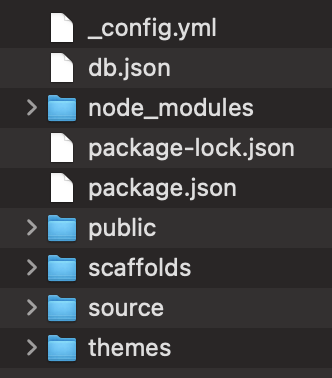 _config.yml
db.json
node_modules
package-lock.json
package.json
public
scaffolds
source
themes